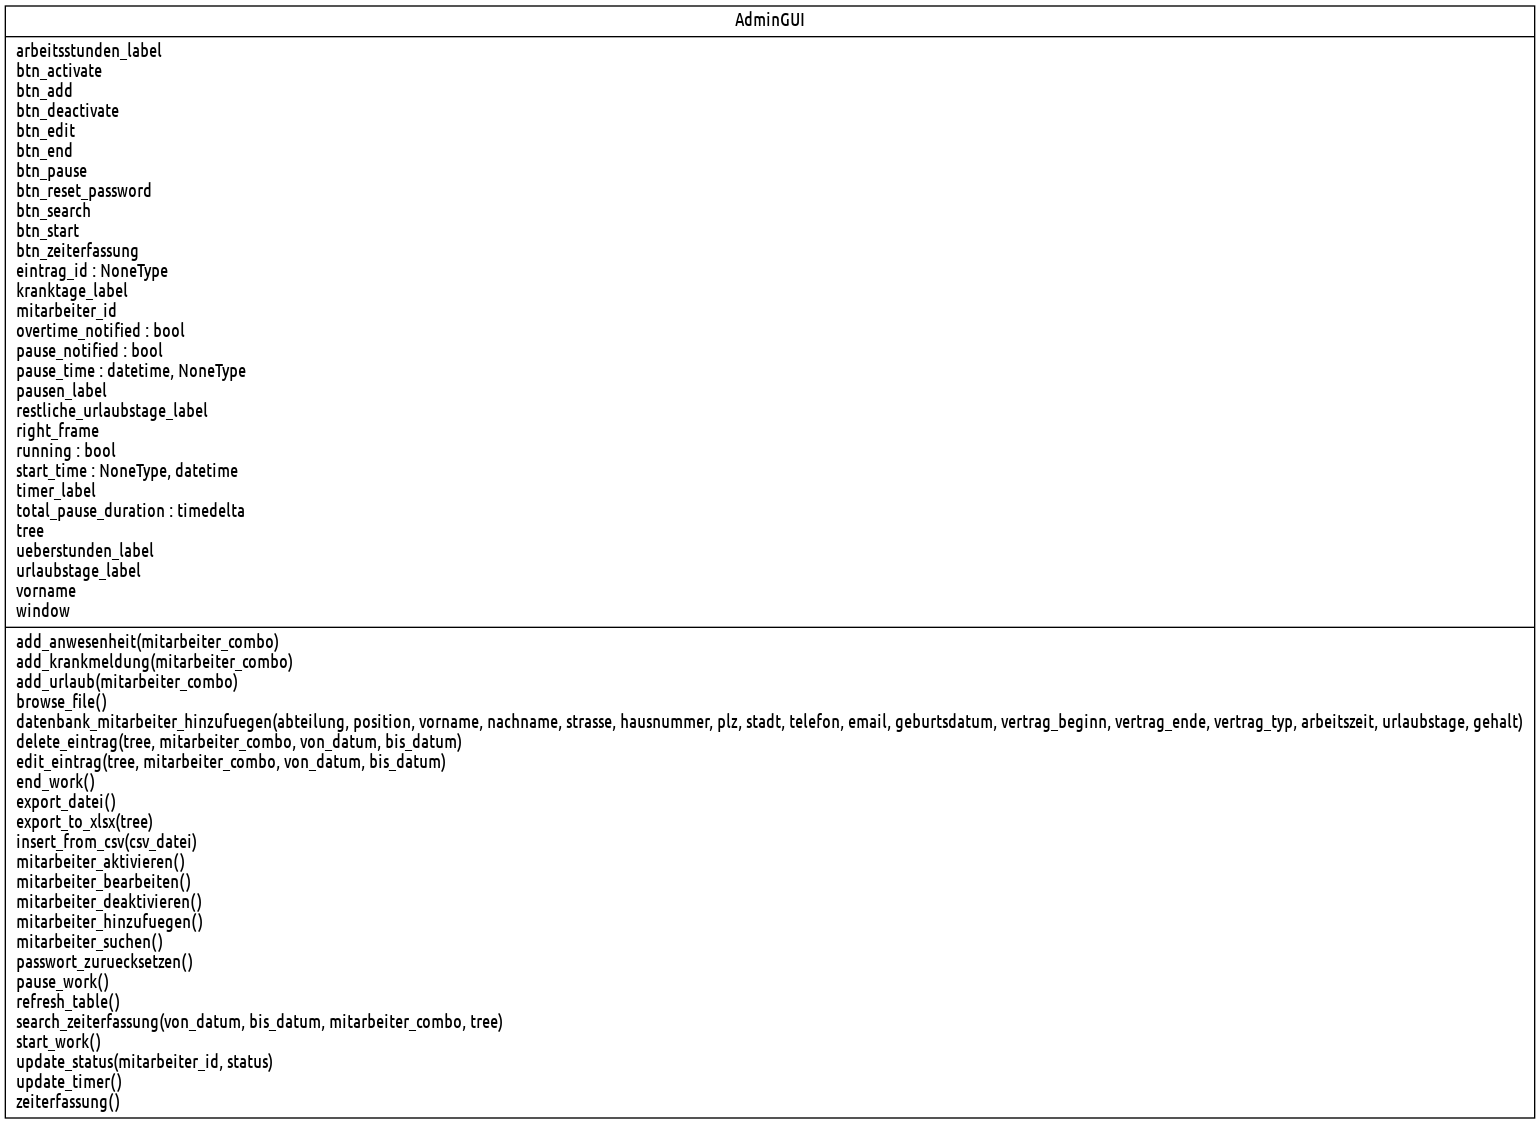 AdminGUI
arbeitsstunden_label
btn_activate
btn_add
btn_deactivate
btn_edit
btn_end
btn_pause
btn_reset_password
btn_search
btn_start
btn_zeiterfassung
eintrag_id : NoneType
kranktage_label
mitarbeiter_id
overtime_notified : bool
pause_notified : bool
pause_time : datetime, NoneType
pausen_label
restliche_urlaubstage_label
right_frame
running : bool
start_time : NoneType, datetime
timer_label
total_pause_duration : timedelta
tree
ueberstunden_label
urlaubstage_label
vorname
window
add_anwesenheit(mitarbeiter_combo)
add_krankmeldung(mitarbeiter_combo)
add_urlaub(mitarbeiter_combo)
browse_file()
datenbank_mitarbeiter_hinzufuegen(abteilung, position, vorname, nachname, strasse, hausnummer, plz, stadt, telefon, email, geburtsdatum, vertrag_beginn, vertrag_ende, vertrag_typ, arbeitszeit, urlaubstage, gehalt)
delete_eintrag(tree, mitarbeiter_combo, von_datum, bis_datum)
edit_eintrag(tree, mitarbeiter_combo, von_datum, bis_datum)
end_work()
export_datei()
export_to_xlsx(tree)
insert_from_csv(csv_datei)
mitarbeiter_aktivieren()
mitarbeiter_bearbeiten()
mitarbeiter_deaktivieren()
mitarbeiter_hinzufuegen()
mitarbeiter_suchen()
passwort_zuruecksetzen()
pause_work()
refresh_table()
search_zeiterfassung(von_datum, bis_datum, mitarbeiter_combo, tree)
start_work()
update_status(mitarbeiter_id, status)
update_timer()
zeiterfassung()